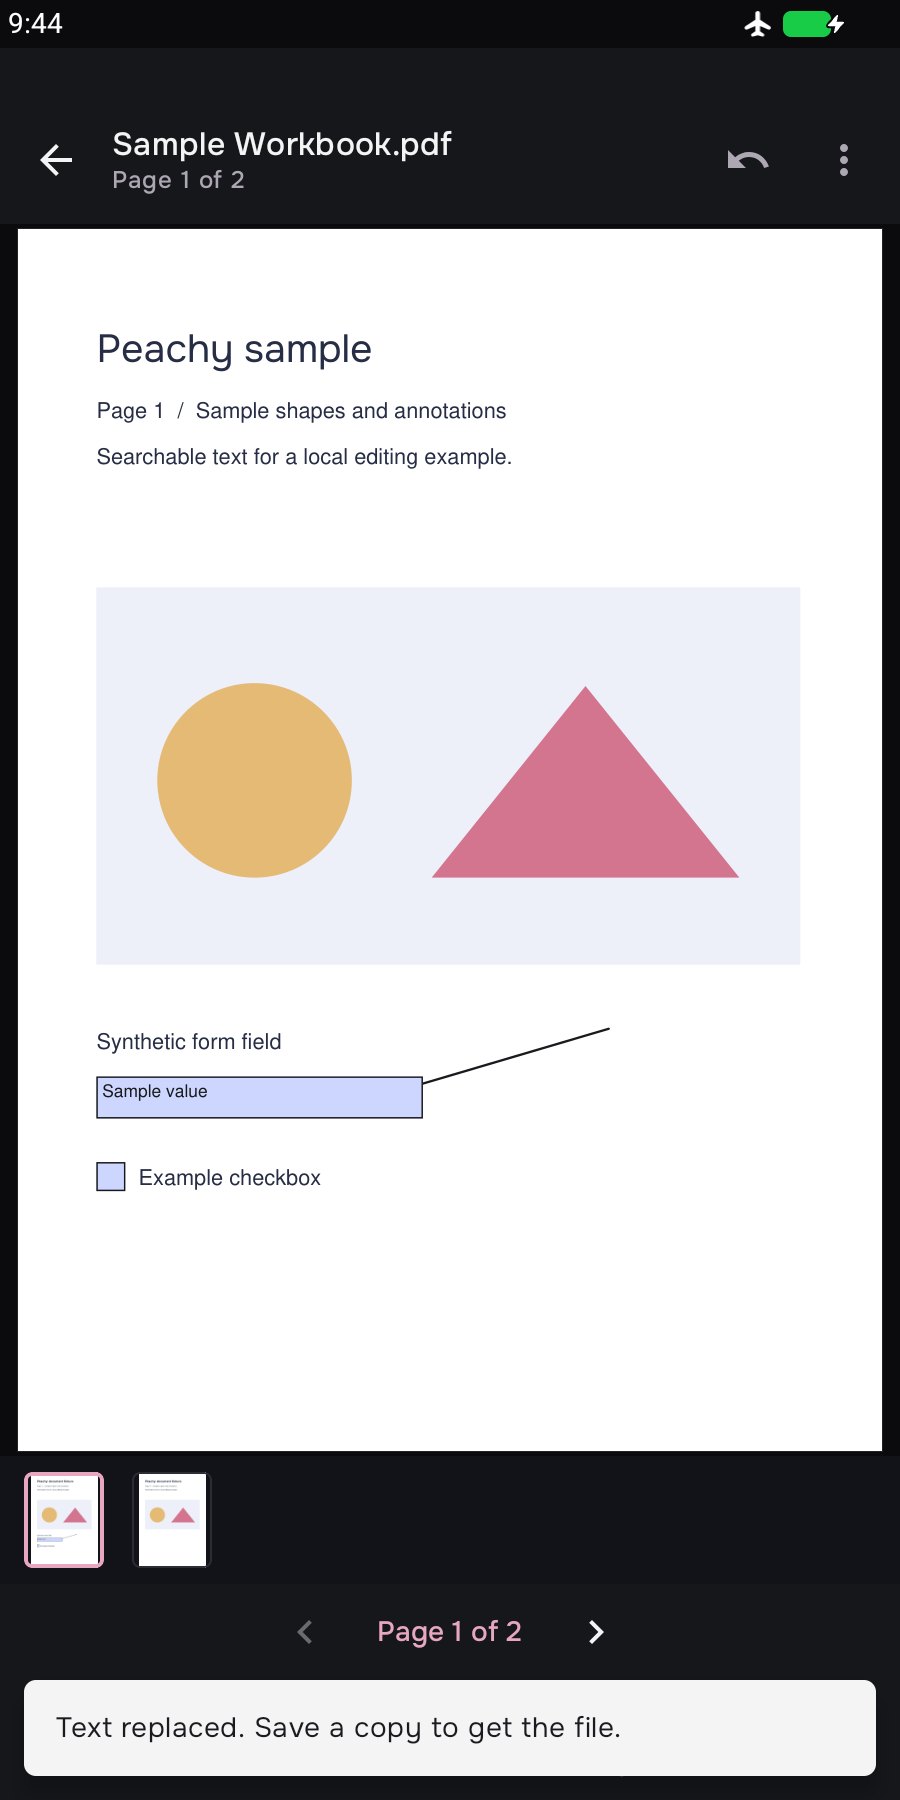 9:44
Sample Workbook.pdf
Page 1 of 2
Peachy sample
Page 1 / Sample shapes and annotations
Searchable text for a local editing example.
Synthetic form field
Sample value
Example checkbox
Page 1 of 2
Text replaced. Save a copy to get the file.